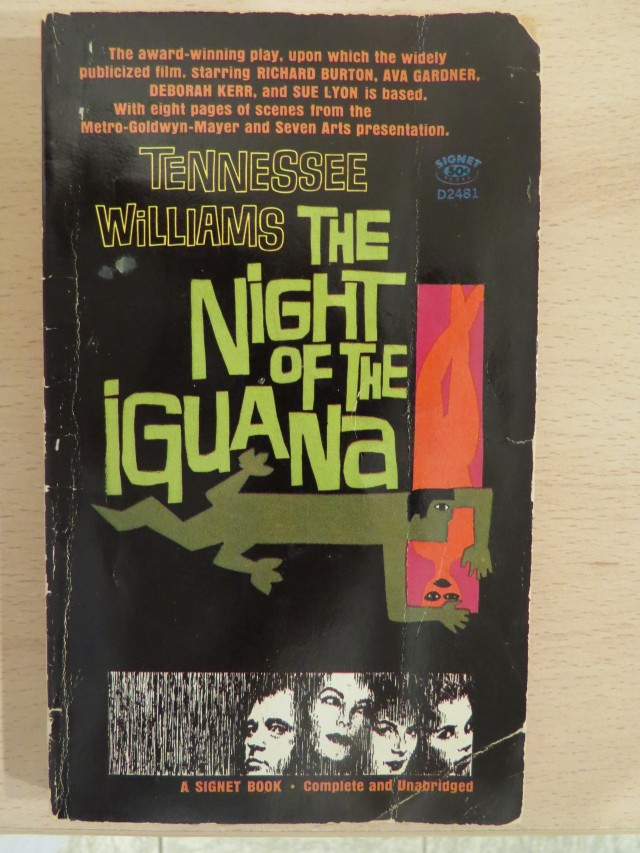 The award-winning play, upon which the widely
publicized film, starring RICHARD BURTON, AVA GARDNER,
DEBORAH KERR, and SUE LYON is based.
With eight pages of scenes from the
Metro-Goldwyn-Mayer and Seven Arts presentation.
TENNESSEE
WiLLIAMS
SIGNET
50¢
BOOKS
D2481
THE
NiGHT
OF THE
iGUANa
A SIGNET BOOK • Complete and Unabridged